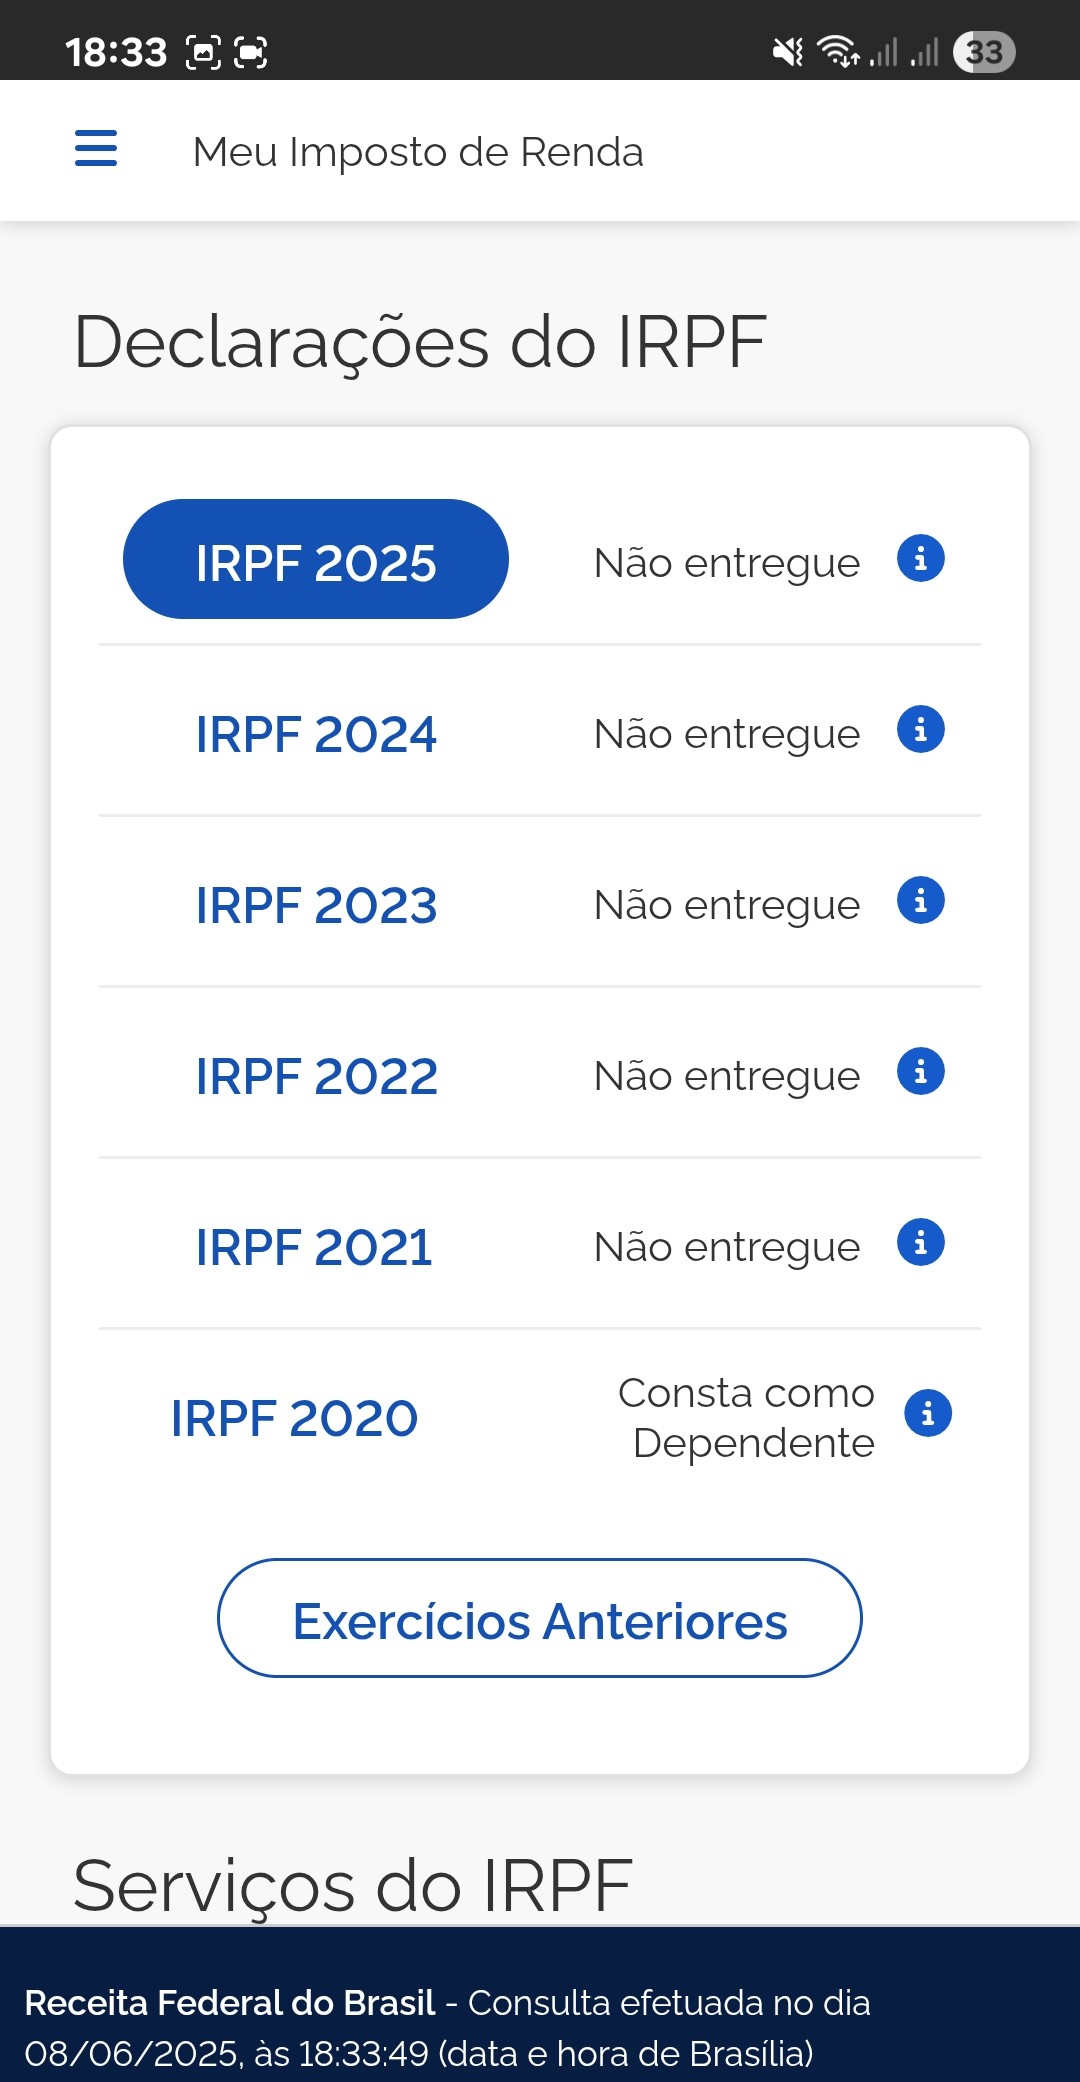 18:33
33
Meu Imposto de Renda
Declarações do IRPF
IRPF 2025 Não entregue
IRPF 2024 Não entregue
IRPF 2023 Não entregue
IRPF 2022 Não entregue
IRPF 2021 Não entregue
IRPF 2020 Consta como
Dependente
Exercícios Anteriores
Serviços do IRPF
Receita Federal do Brasil - Consulta efetuada no dia
08/06/2025, às 18:33:49 (data e hora de Brasília)